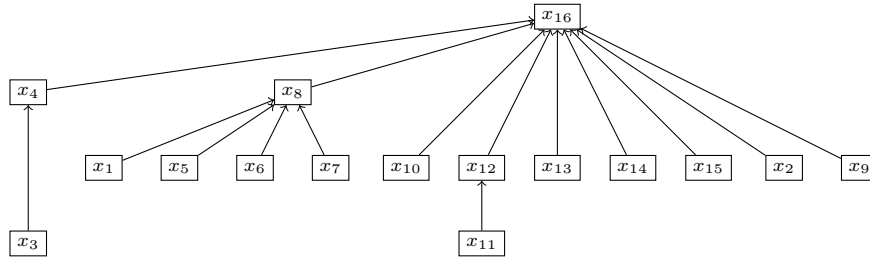 x₁₆
x₄ x₈
x₁ x₅ x₆ x₇ x₁₀ x₁₂ x₁₃ x₁₄ x₁₅ x₂ x₉
x₃ x₁₁